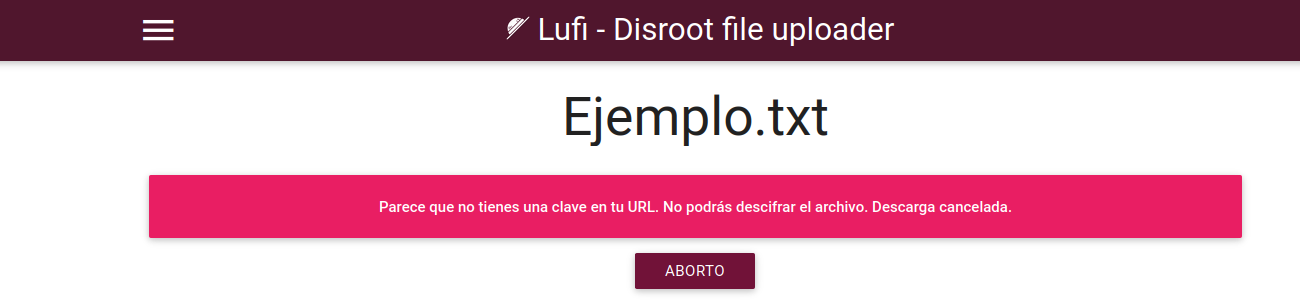 Lufi - Disroot file uploader
Ejemplo.txt
Parece que no tienes una clave en tu URL. No podrás descifrar el archivo. Descarga cancelada.
ABORTO